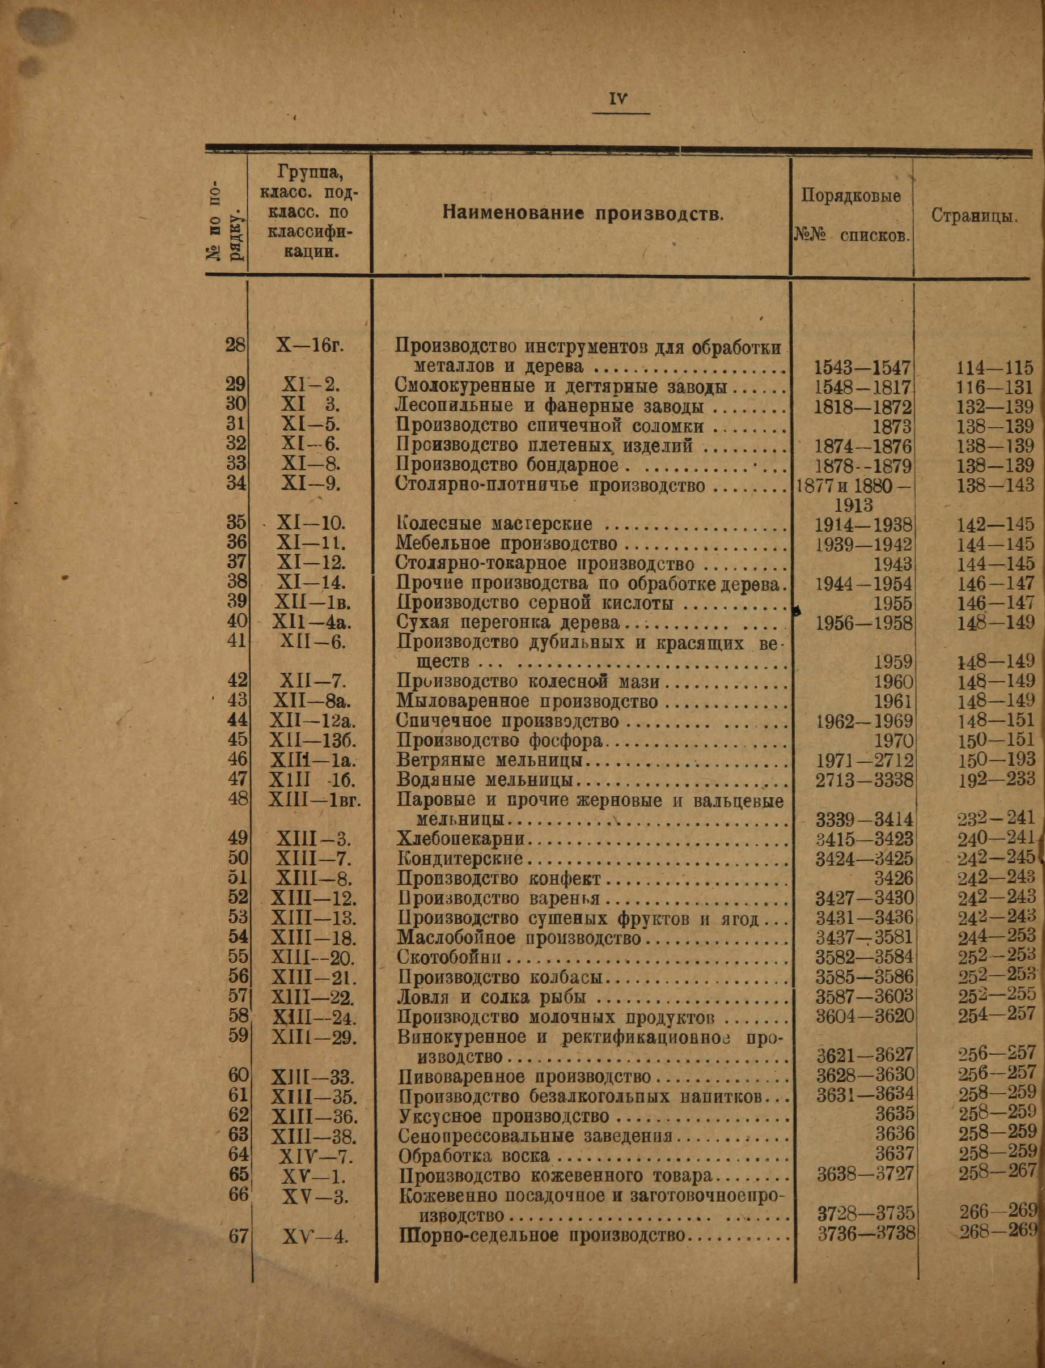 IV
№ по порядку.
Группа,
класс. под-
класс. по
классифи-
кации.
Наименование производств.
Порядковые
№№ списков.
Страницы.
28 X—16г. Производство инструментов для обработки
металлов и дерева 1543—1547 114—115
29 XI—2. Смолокуренные и дегтярные заводы 1548—1817 116—131
30 XI 3. Лесопильные и фанерные заводы 1818—1872 132—139
31 XI—5. Производство спичечной соломки 1873 138—139
32 XI—6. Производство плетеных изделий 1874—1876 138—139
33 XI—8. Производство бондарное 1878--1879 138—139
34 XI—9. Столярно-плотничье производство 1877 и 1880— 138—143
1913
35 XI—10. Колесные мастерские 1914—1938 142—145
36 XI—11. Мебельное производство 1939—1942 144—145
37 XI—12. Столярно-токарное производство 1943 144—145
38 XI—14. Прочие производства по обработке дерева. 1944—1954 146—147
39 XII—1в. Производство серной кислоты 1955 146—147
40 XII—4а. Сухая перегонка дерева 1956—1958 148—149
41 XII—6. Производство дубильных и красящих ве-
ществ 1959 148—149
42 XII—7. Производство колесной мази 1960 148—149
43 XII—8а. Мыловаренное производство 1961 148—149
44 XII—12а. Спичечное производство 1962—1969 148—151
45 XII—13б. Производство фосфора 1970 150—151
46 XIII—1а. Ветряные мельницы 1971—2712 150—193
47 XIII 1б. Водяные мельницы 2713—3338 192—233
48 XIII—1вг. Паровые и прочие жерновые и вальцевые
мельницы 3339—3414 232—241
49 XIII—3. Хлебопекарни 3415—3423 240—241
50 XIII—7. Кондитерские 3424—3425 242—245
51 XIII—8. Производство конфект 3426 242—243
52 XIII—12. Производство варенья 3427—3430 242—243
53 XIII—13. Производство сушеных фруктов и ягод 3431—3436 242—243
54 XIII—18. Маслобойное производство 3437—3581 244—253
55 XIII--20. Скотобойни 3582—3584 252—253
56 XIII—21. Производство колбасы 3585—3586 252—253
57 XIII—22. Ловля и солка рыбы 3587—3603 252—255
58 XIII—24. Производство молочных продуктов 3604—3620 254—257
59 XIII—29. Винокуренное и ректификационное про-
изводство 3621—3627 256—257
60 XIII—33. Пивоваренное производство 3628—3630 256—257
61 XIII—35. Производство безалкогольных напитков 3631—3634 258—259
62 XIII—36. Уксусное производство 3635 258—259
63 XIII—38. Сенопрессовальные заведения 3636 258—259
64 XIV—7. Обработка воска 3637 258—259
65 XV—1. Производство кожевенного товара 3638—3727 258—267
66 XV—3. Кожевенно посадочное и заготовочноепро-
изводство 3728—3735 266—269
67 XV—4. Шорно-седельное производство 3736—3738 268—269